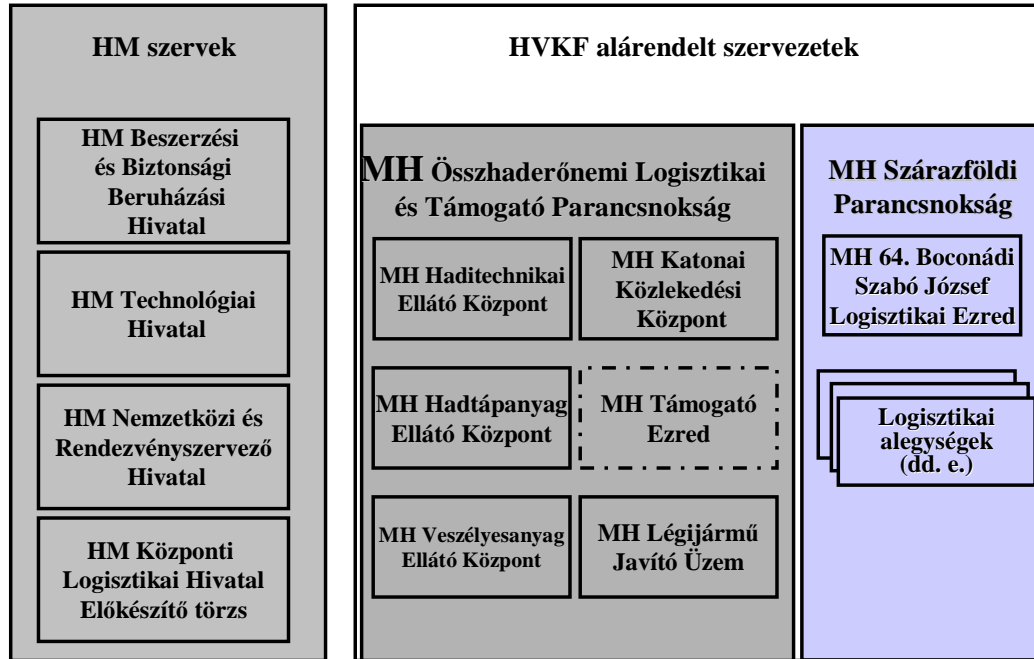 HM szervek
HM Beszerzési
és Biztonsági
Beruházási
Hivatal
HM Technológiai
Hivatal
HM Nemzetközi és
Rendezvényszervező
Hivatal
HM Központi
Logisztikai Hivatal
Előkészítő törzs
HVKF alárendelt szervezetek
MH Összhaderőnemi Logisztikai
és Támogató Parancsnokság
MH Haditechnikai
Ellátó Központ
MH Katonai
Közlekedési
Központ
MH Hadtápanyag
Ellátó Központ
MH Támogató
Ezred
MH Veszélyesanyag
Ellátó Központ
MH Légijármű
Javító Üzem
MH Szárazföldi
Parancsnokság
MH 64. Boconádi
Szabó József
Logisztikai Ezred
Logisztikai
alegységek
(dd. e.)